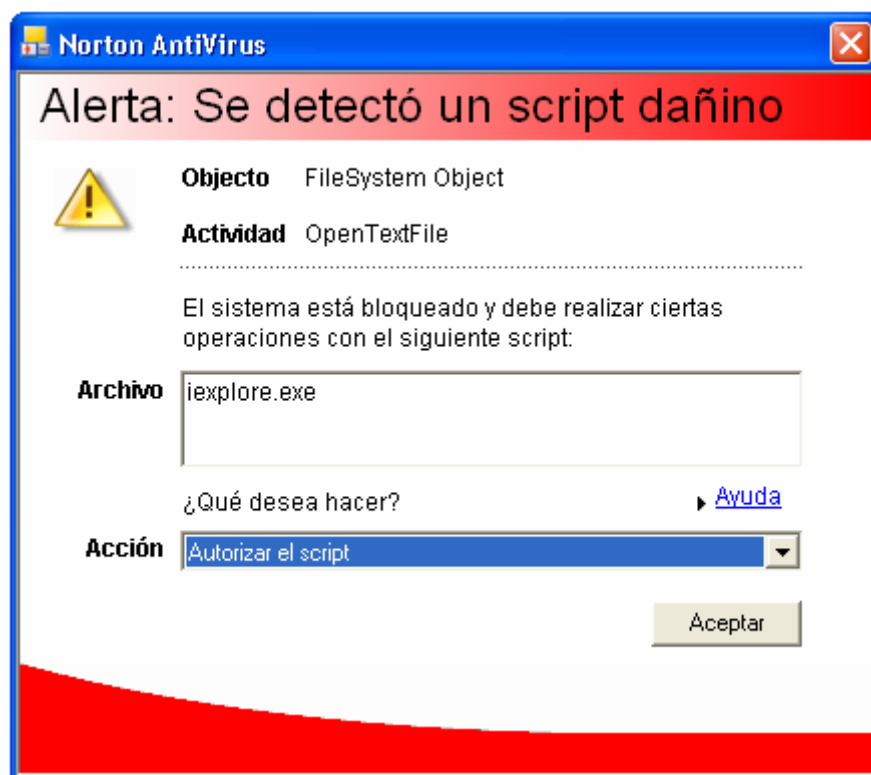 Norton AntiVirus
Alerta: Se detectó un script dañino
Objecto FileSystem Object
Actividad OpenTextFile
El sistema está bloqueado y debe realizar ciertas
operaciones con el siguiente script:
Archivo iexplore.exe
¿Qué desea hacer? Ayuda
Acción Autorizar el script
Aceptar